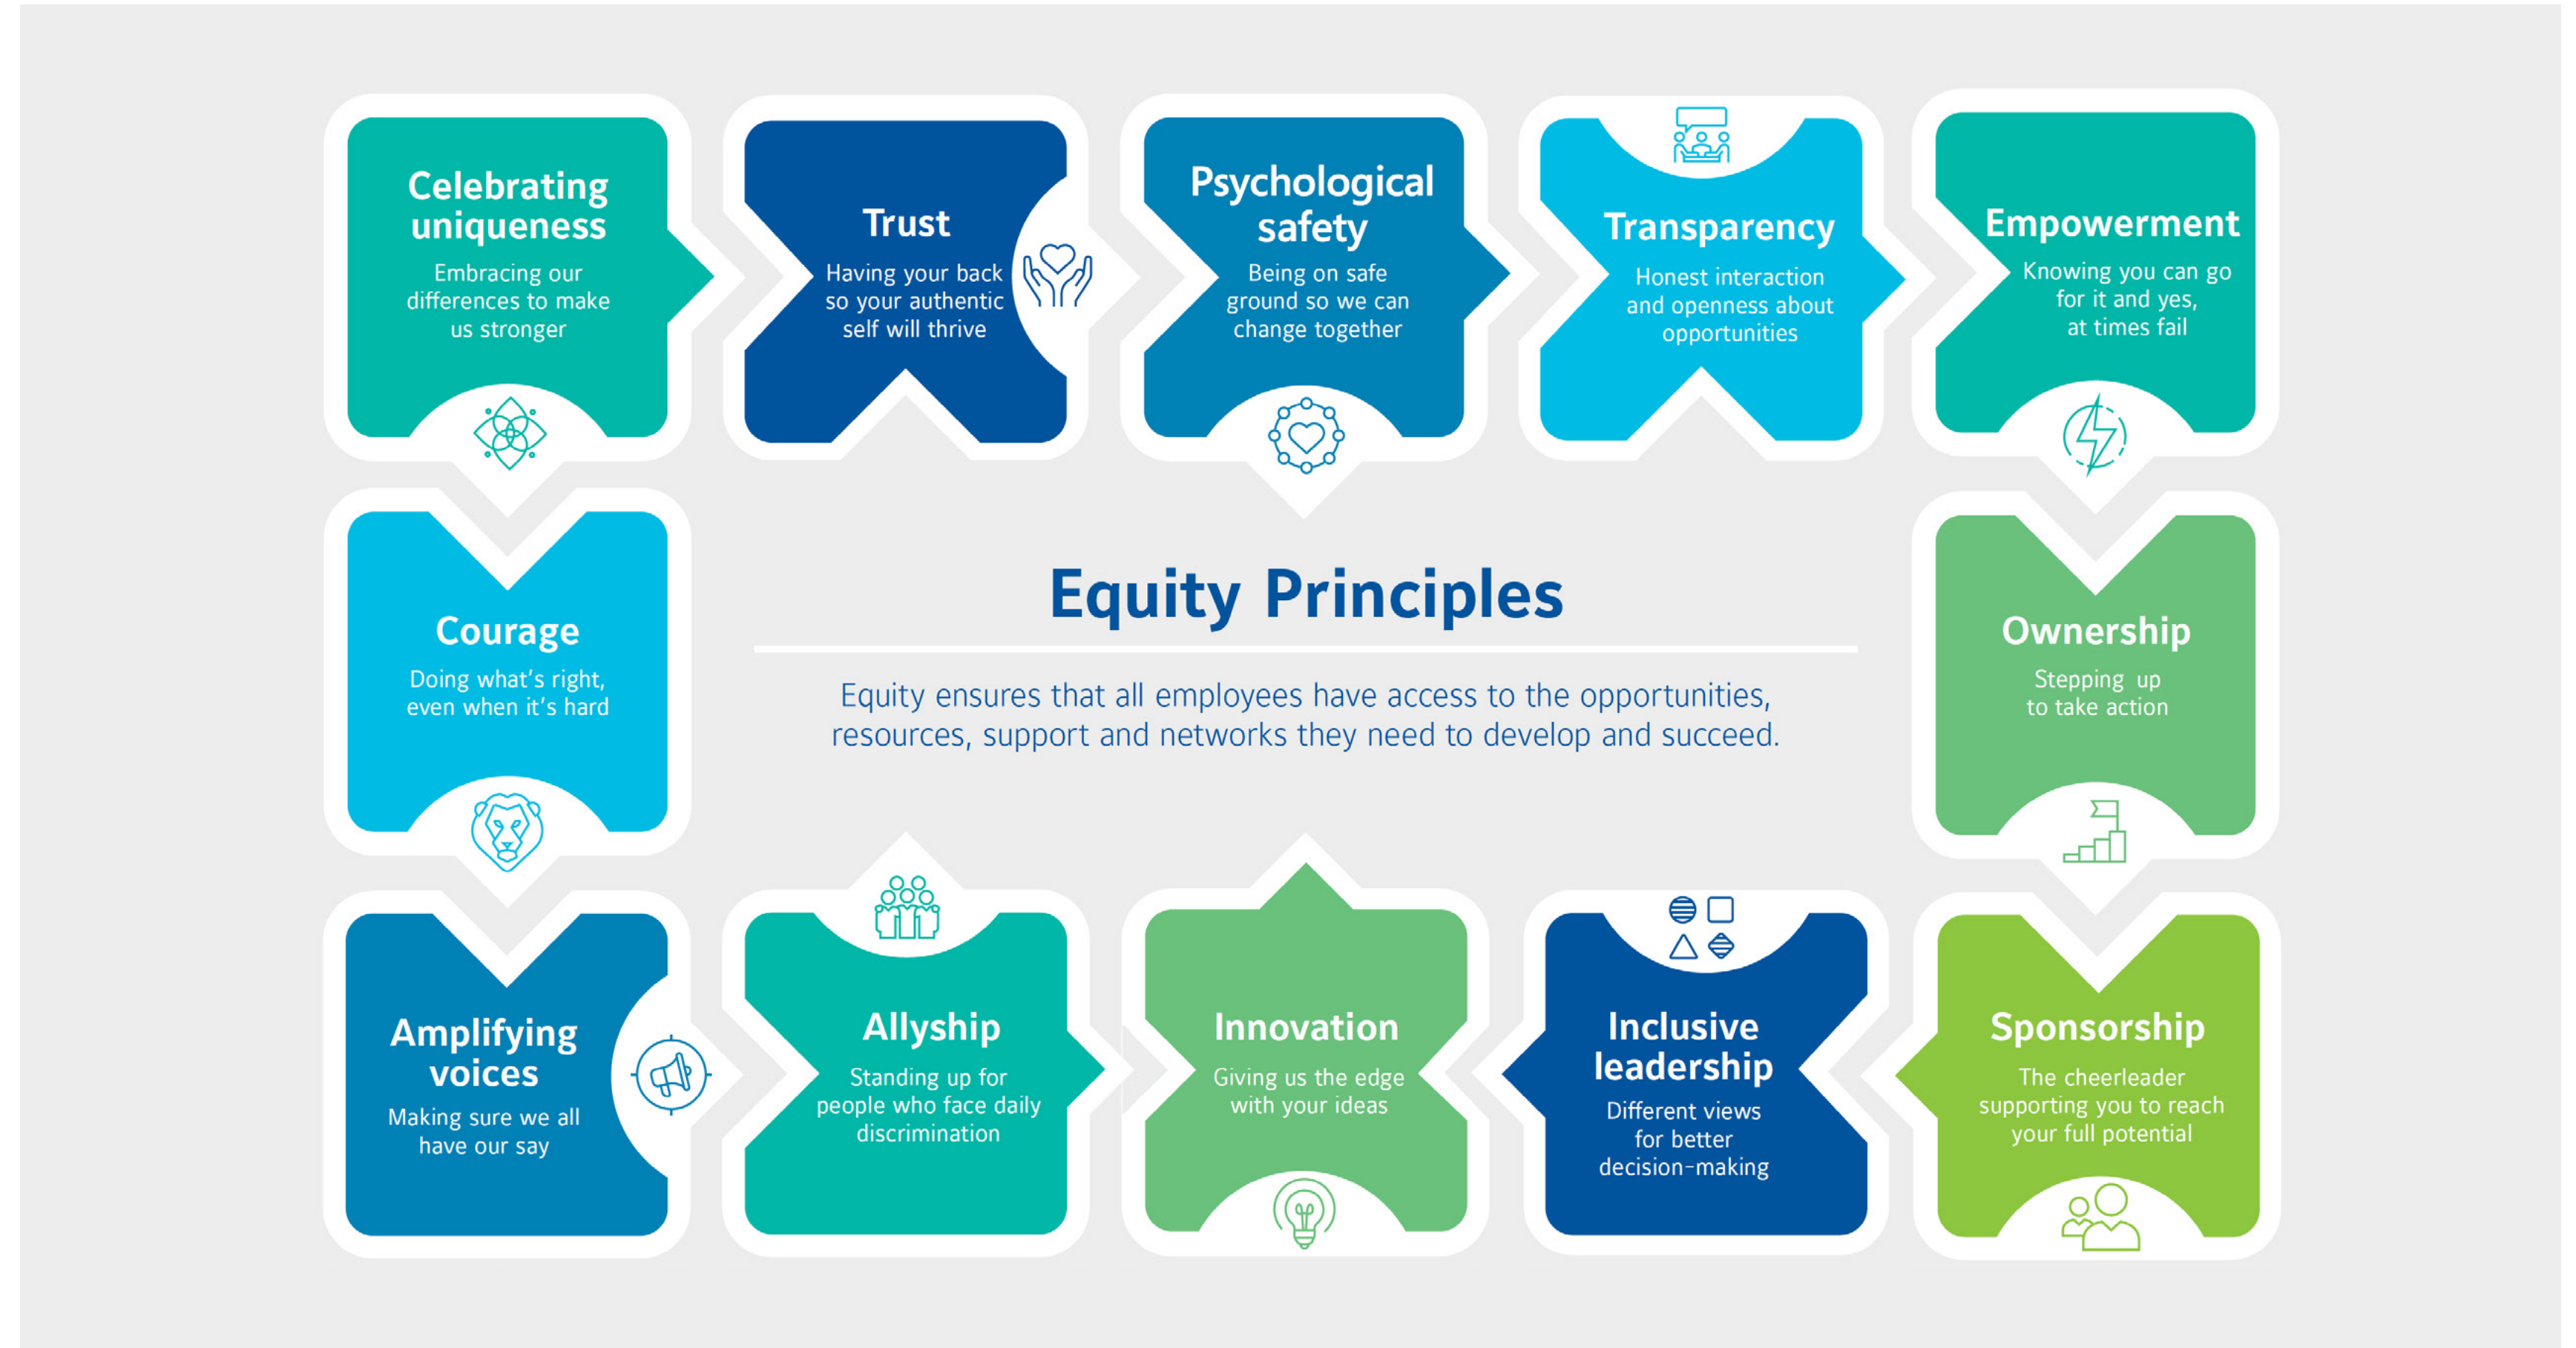 Celebrating
uniqueness
Embracing our
differences to make
us stronger
Trust
Having your back
so your authentic
self will thrive
Psychological
safety
Being on safe
ground so we can
change together
Transparency
Honest interaction
and openness about
opportunities
Empowerment
Knowing you can go
for it and yes,
at times fail
Courage
Doing what's right,
even when it's hard
Equity Principles
Equity ensures that all employees have access to the opportunities,
resources, support and networks they need to develop and succeed.
Ownership
Stepping up
to take action
Amplifying
voices
Making sure we all
have our say
Allyship
Standing up for
people who face daily
discrimination
Innovation
Giving us the edge
with your ideas
Inclusive
leadership
Different views
for better
decision-making
Sponsorship
The cheerleader
supporting you to reach
your full potential